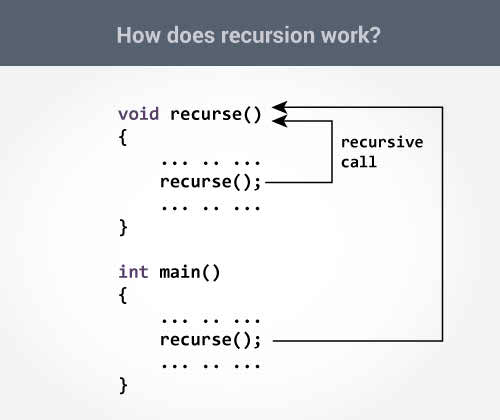 How does recursion work?
void recurse()
{
... .. ...
recurse();
... .. ...
}
recursive
call
int main()
{
... .. ...
recurse();
... .. ...
}